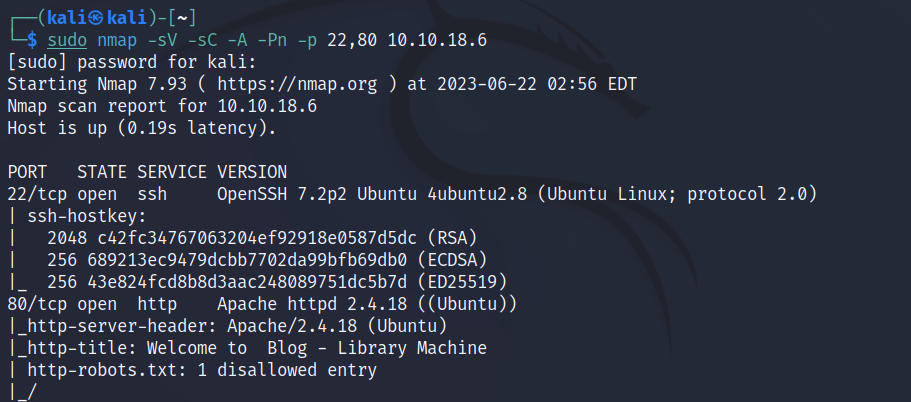 ┌──(kali㉿kali)-[~]
└─$ sudo nmap -sV -sC -A -Pn -p 22,80 10.10.18.6
[sudo] password for kali:
Starting Nmap 7.93 ( https://nmap.org ) at 2023-06-22 02:56 EDT
Nmap scan report for 10.10.18.6
Host is up (0.19s latency).

PORT   STATE SERVICE VERSION
22/tcp open  ssh     OpenSSH 7.2p2 Ubuntu 4ubuntu2.8 (Ubuntu Linux; protocol 2.0)
| ssh-hostkey:
|   2048 c42fc34767063204ef92918e0587d5dc (RSA)
|   256 689213ec9479dcbb7702da99bfb69db0 (ECDSA)
|_  256 43e824fcd8b8d3aac248089751dc5b7d (ED25519)
80/tcp open  http    Apache httpd 2.4.18 ((Ubuntu))
|_http-server-header: Apache/2.4.18 (Ubuntu)
|_http-title: Welcome to  Blog - Library Machine
| http-robots.txt: 1 disallowed entry
|_/